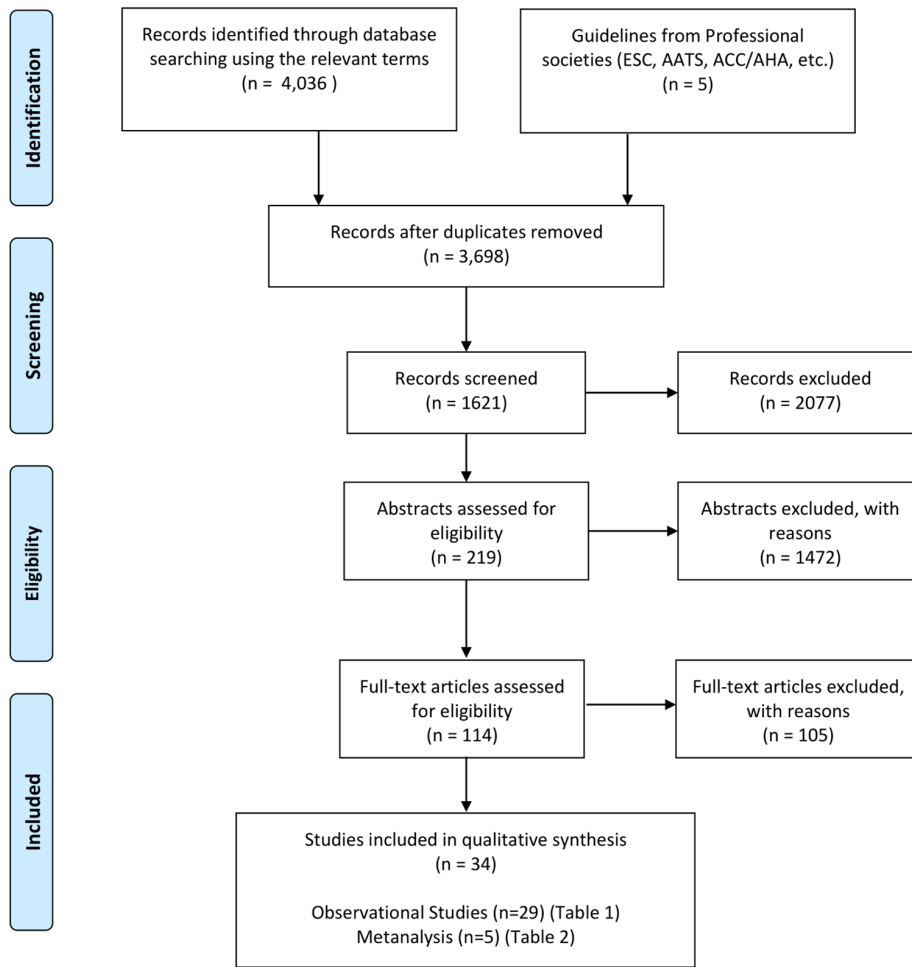 Identification
Records identified through database
searching using the relevant terms
(n = 4,036 )
Guidelines from Professional
societies (ESC, AATS, ACC/AHA, etc.)
(n = 5)
Records after duplicates removed
(n = 3,698)
Screening
Records screened
(n = 1621)
Records excluded
(n = 2077)
Eligibility
Abstracts assessed for
eligibility
(n = 219)
Abstracts excluded, with
reasons
(n = 1472)
Full-text articles assessed
for eligibility
(n = 114)
Full-text articles excluded,
with reasons
(n = 105)
Included
Studies included in qualitative synthesis
(n = 34)
Observational Studies (n=29) (Table 1)
Metanalysis (n=5) (Table 2)